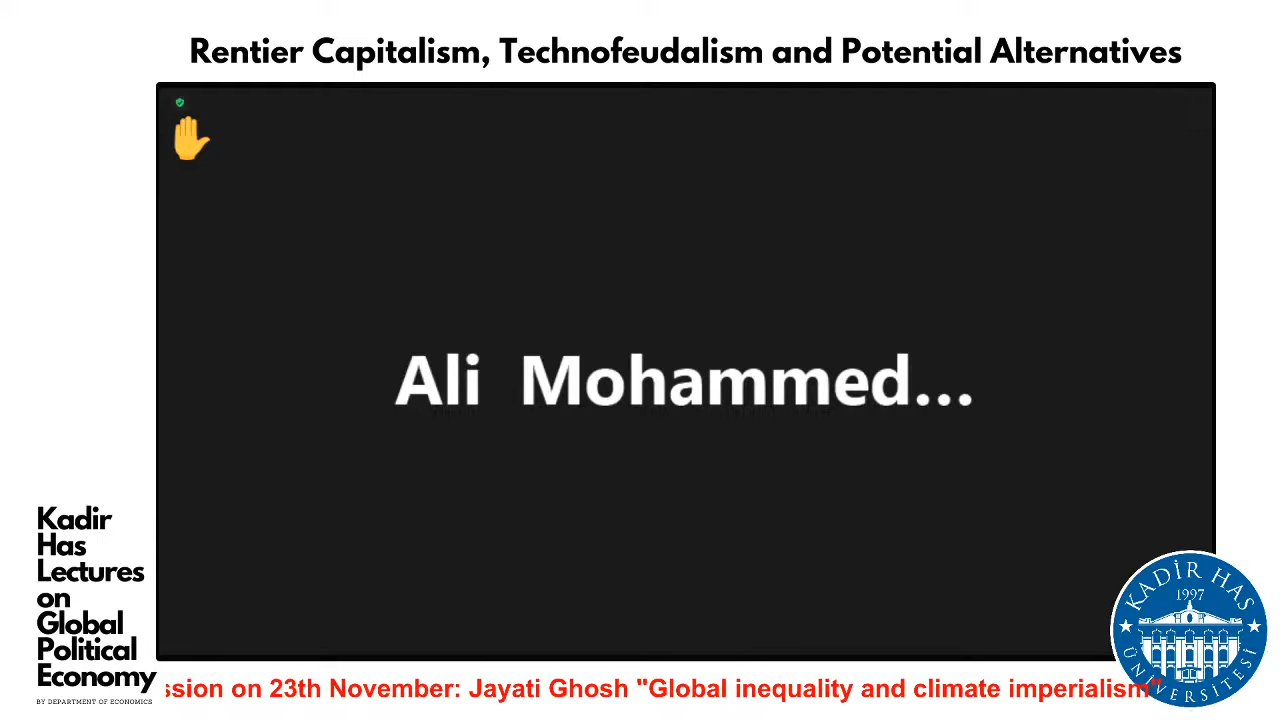 Rentier Capitalism, Technofeudalism and Potential Alternatives
Ali Mohammed...
Kadir
Has
Lectures
on
Global
Political
Economy
BY DEPARTMENT OF ECONOMICS
KADİR HAS
1997
ÜNİVERSİTESİ
ssion on 23th November: Jayati Ghosh "Global inequality and climate imperialism"